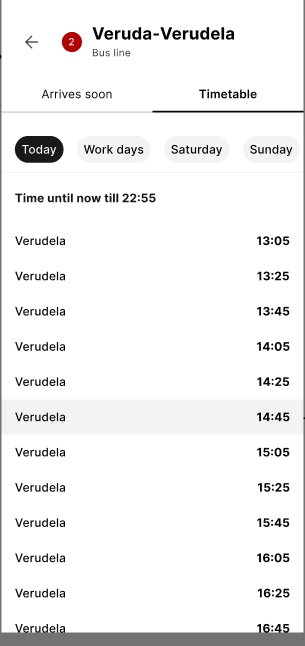 2
Veruda-Verudela
Bus line
Arrives soon
Timetable
Today
Work days
Saturday
Sunday
Time until now till 22:55
Verudela 13:05
Verudela 13:25
Verudela 13:45
Verudela 14:05
Verudela 14:25
Verudela 14:45
Verudela 15:05
Verudela 15:25
Verudela 15:45
Verudela 16:05
Verudela 16:25
Verudela 16:45